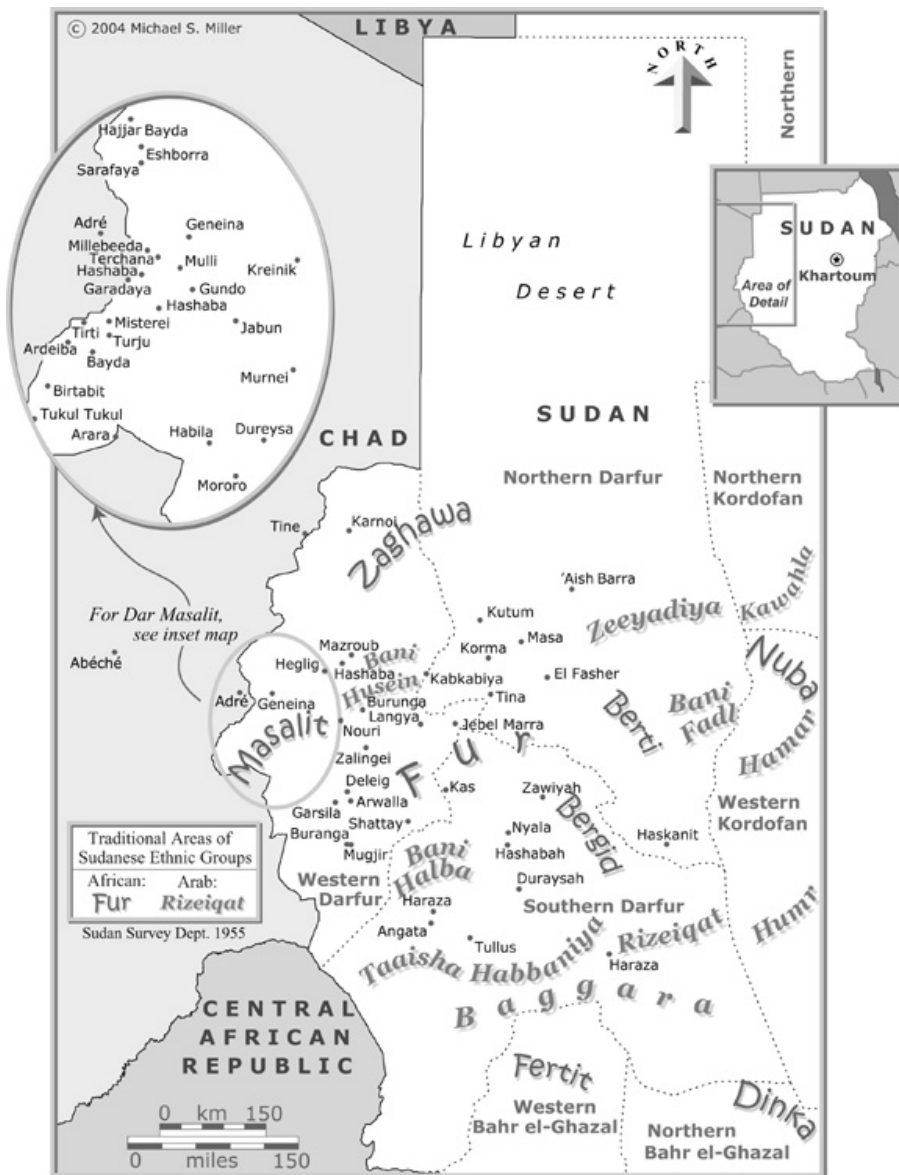 © 2004 Michael S. Miller
LIBYA
NORTH
Northern
Hajjar Bayda
Eshborra
Sarafaya
Adré
Geneina
Millebeeda
Terchana
Mulli
Hashaba
Kreinik
Garadaya
Gundo
Hashaba
Misterei
Jabun
Tirti
Turju
Ardeiba
Bayda
Murnei
Birtabit
Tukul Tukul
Arara
Habila
Dureysa
Mororo
SUDAN
Khartoum
Area of
Detail
Libyan
Desert
SUDAN
CHAD
Northern Darfur
Northern
Kordofan
Tine
Karnoi
Zaghawa
'Aish Barra
Kawahla
For Dar Masalit,
see inset map
Kutum
Zeeyadiya
Abéché
Mazroub
Masa
Korma
Nuba
Heglig
Hashaba
Bani
Husein
Kabkabiya
El Fasher
Adré
Geneina
Burunga
Tina
Berti
Bani
Fadl
Langya
Masalit
Nouri
Jebel Marra
Hamar
Zalingei
Fur
Deleig
Kas
Zawiyah
Western
Kordofan
Garsila
Arwalla
Buranga
Shattay
Nyala
Bergid
Haskanit
Mugjir
Hashabah
Bani
Halba
Traditional Areas of
Sudanese Ethnic Groups
African:
Arab:
Fur
Rizeiqat
Sudan Survey Dept. 1955
Western
Darfur
Duraysah
Haraza
Southern Darfur
Humr
Angata
Tullus
Rizeiqat
Taaisha
Habbaniya
Haraza
Baggara
CENTRAL
AFRICAN
REPUBLIC
Fertit
Western
Bahr el-Ghazal
Dinka
Northern
Bahr el-Ghazal
0 km 150
0 miles 150